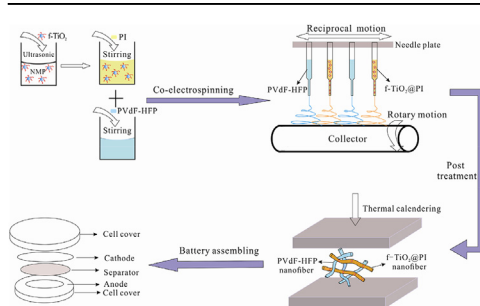 f-TiO₂
Ultrasonic
NMP
PI
Stirring
+
PVdF-HFP
Stirring
Co-electrospinning
Reciprocal motion
Needle plate
PVdF-HFP
f-TiO₂@PI
Rotary motion
Collector
Post
treatment
Thermal calendering
PVdF-HFP
nanofiber
f-TiO₂@PI
nanofiber
Battery assembling
Cell cover
Cathode
Separator
Anode
Cell cover